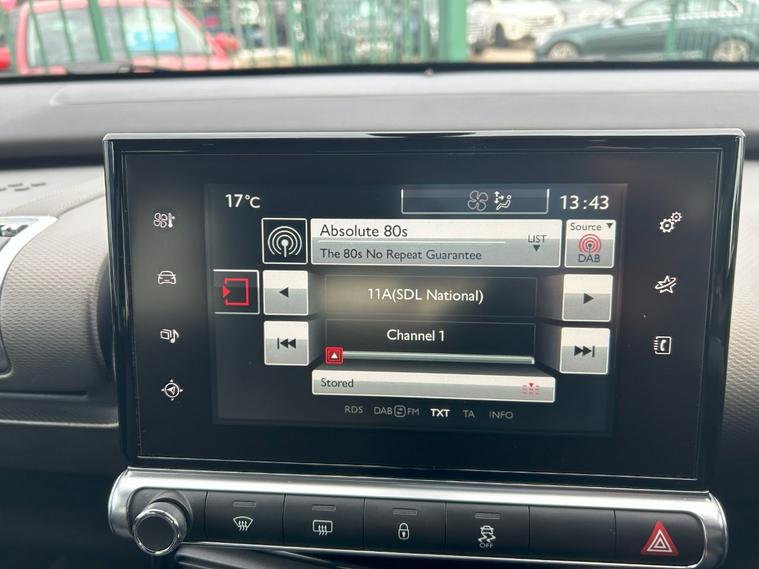 17°C
13:43
Absolute 80s
LIST
Source
The 80s No Repeat Guarantee
DAB
11A(SDL National)
Channel 1
Stored
RDS DAB FM TXT TA INFO
OFF